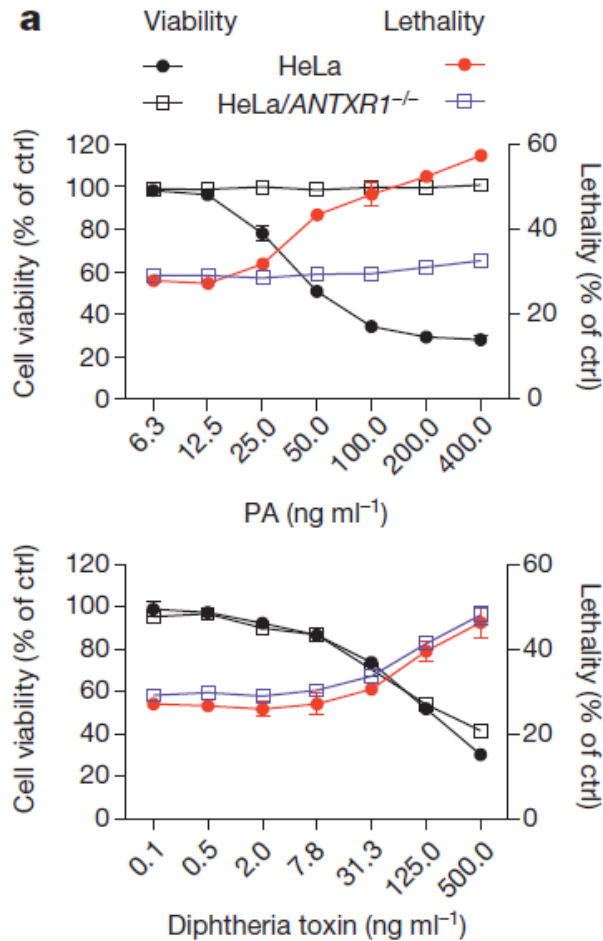 a Viability Lethality
HeLa
HeLa/ANTXR1⁻/⁻
Cell viability (% of ctrl)
120
100
80
60
40
20
0
60
40
20
0
Lethality (% of ctrl)
6.3 12.5 25.0 50.0 100.0 200.0 400.0
PA (ng ml⁻¹)
Cell viability (% of ctrl)
120
100
80
60
40
20
0
60
40
20
0
Lethality (% of ctrl)
0.1 0.5 2.0 7.8 31.3 125.0 500.0
Diphtheria toxin (ng ml⁻¹)